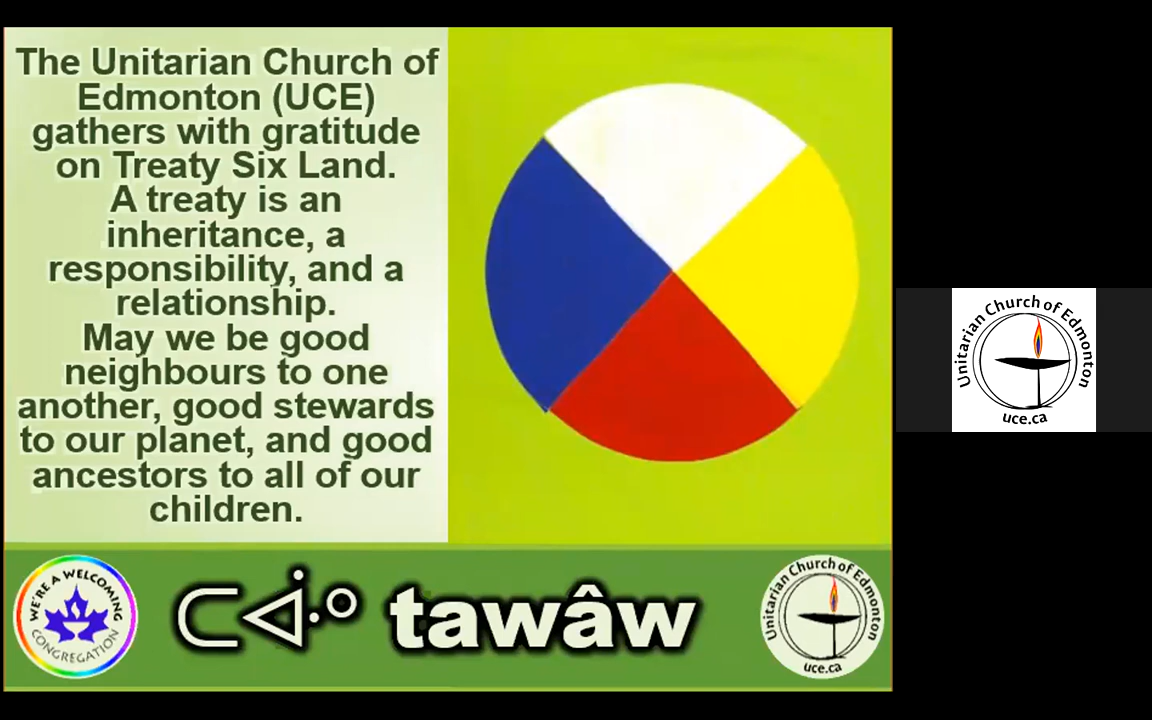 The Unitarian Church of
Edmonton (UCE)
gathers with gratitude
on Treaty Six Land.
A treaty is an
inheritance, a
responsibility, and a
relationship.
May we be good
neighbours to one
another, good stewards
to our planet, and good
ancestors to all of our
children.
WE'RE A WELCOMING
CONGREGATION
ᑕᐚᐤ tawâw
Unitarian Church of Edmonton
uce.ca
Unitarian Church of Edmonton
uce.ca